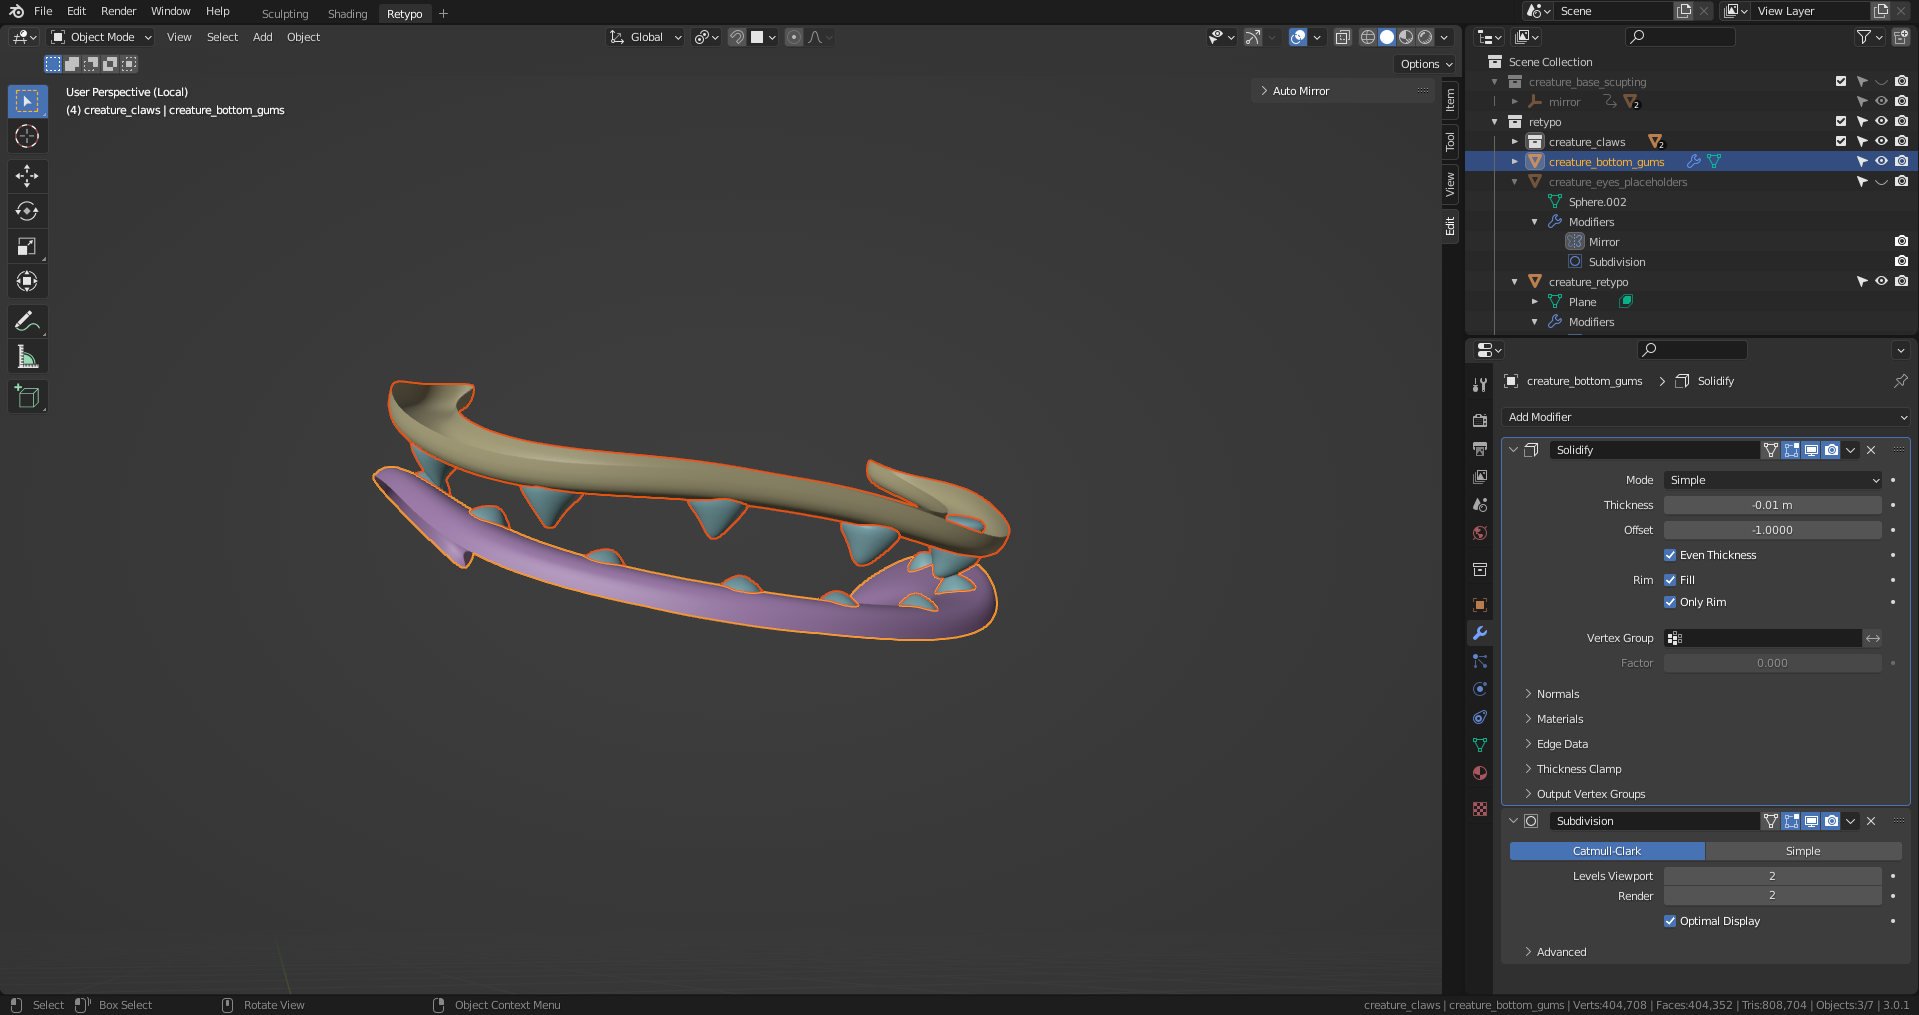 File Edit Render Window Help Sculpting Shading Retypo + Scene View Layer
Object Mode View Select Add Object Global
Options
User Perspective (Local)
(4) creature_claws | creature_bottom_gums
Auto Mirror
Item
Tool
View
Edit
Scene Collection
creature_base_scupting
mirror 2
retypo
creature_claws 2
creature_bottom_gums
creature_eyes_placeholders
Sphere.002
Modifiers
Mirror
Subdivision
creature_retypo
Plane
Modifiers
creature_bottom_gums > Solidify
Add Modifier
Solidify
Mode Simple
Thickness -0.01 m
Offset -1.0000
Even Thickness
Rim Fill
Only Rim
Vertex Group
Factor 0.000
Normals
Materials
Edge Data
Thickness Clamp
Output Vertex Groups
Subdivision
Catmull-Clark Simple
Levels Viewport 2
Render 2
Optimal Display
Advanced
Select Box Select Rotate View Object Context Menu creature_claws | creature_bottom_gums | Verts:404,708 | Faces:404,352 | Tris:808,704 | Objects:3/7 | 3.0.1